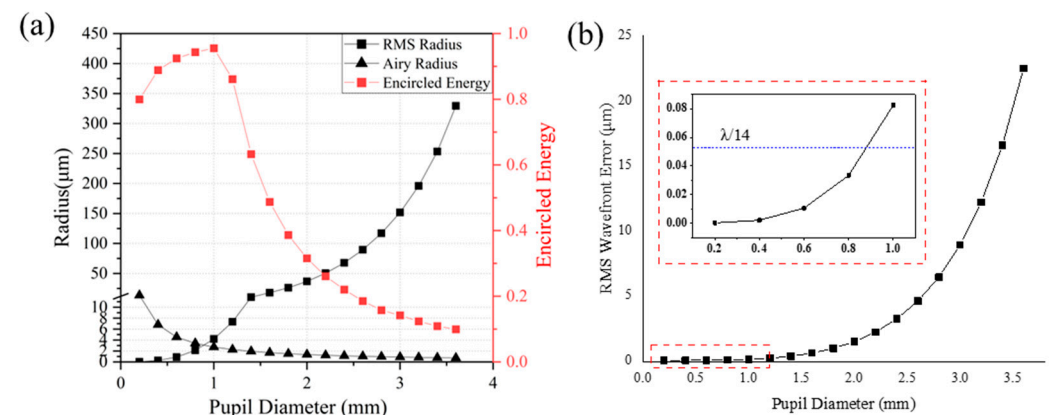 (a)
450
400
350
300
250
200
150
100
50
10
8
6
4
3
2
1
0
Radius(μm)
RMS Radius
Airy Radius
Encircled Energy
1.0
0.8
0.6
0.4
0.2
0.0
Encircled Energy
0 1 2 3 4
Pupil Diameter (mm)
(b)
25
20
15
10
5
0
RMS Wavefront Error (μm)
0.08
0.06
0.04
0.02
0.00
λ/14
0.2 0.4 0.6 0.8 1.0
0.0 0.5 1.0 1.5 2.0 2.5 3.0 3.5
Pupil Diameter (mm)